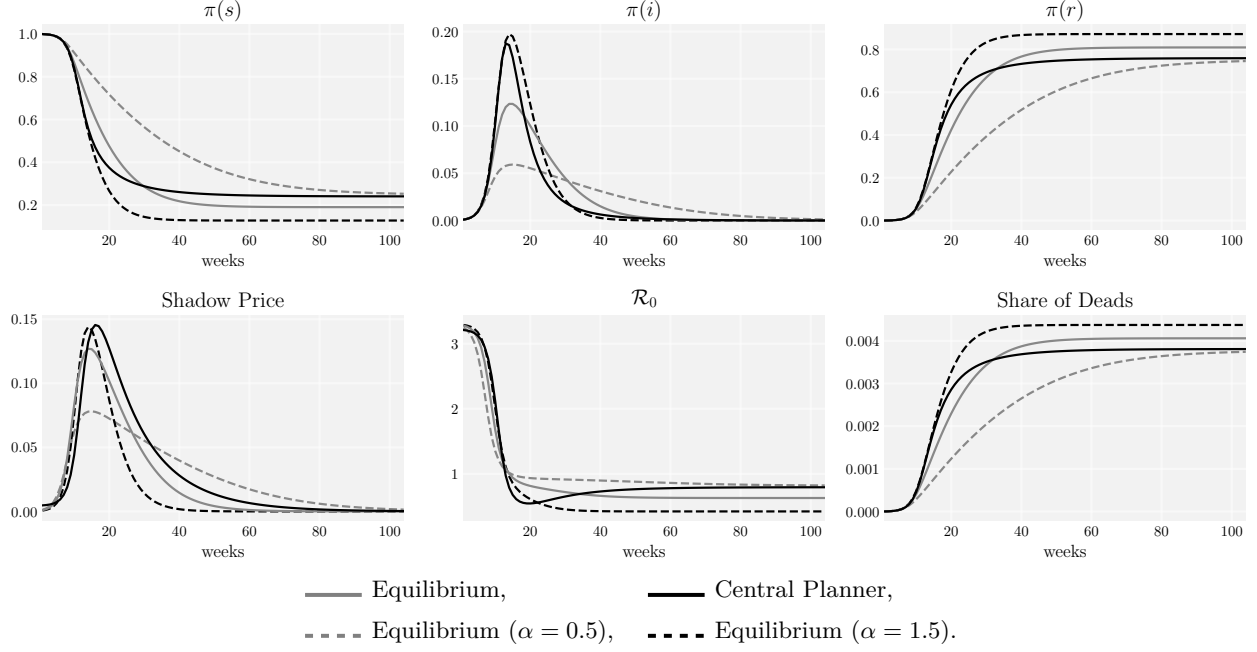 π(s) π(i) π(r)
1.0 0.8 0.6 0.4 0.2
0.20 0.15 0.10 0.05 0.00
0.8 0.6 0.4 0.2 0.0
20 40 60 80 100 20 40 60 80 100 20 40 60 80 100
weeks weeks weeks
Shadow Price ℛ₀ Share of Deads
0.15 0.10 0.05 0.00
3 2 1
0.004 0.003 0.002 0.001 0.000
20 40 60 80 100 20 40 60 80 100 20 40 60 80 100
weeks weeks weeks
Equilibrium, Central Planner,
Equilibrium (α = 0.5), Equilibrium (α = 1.5).